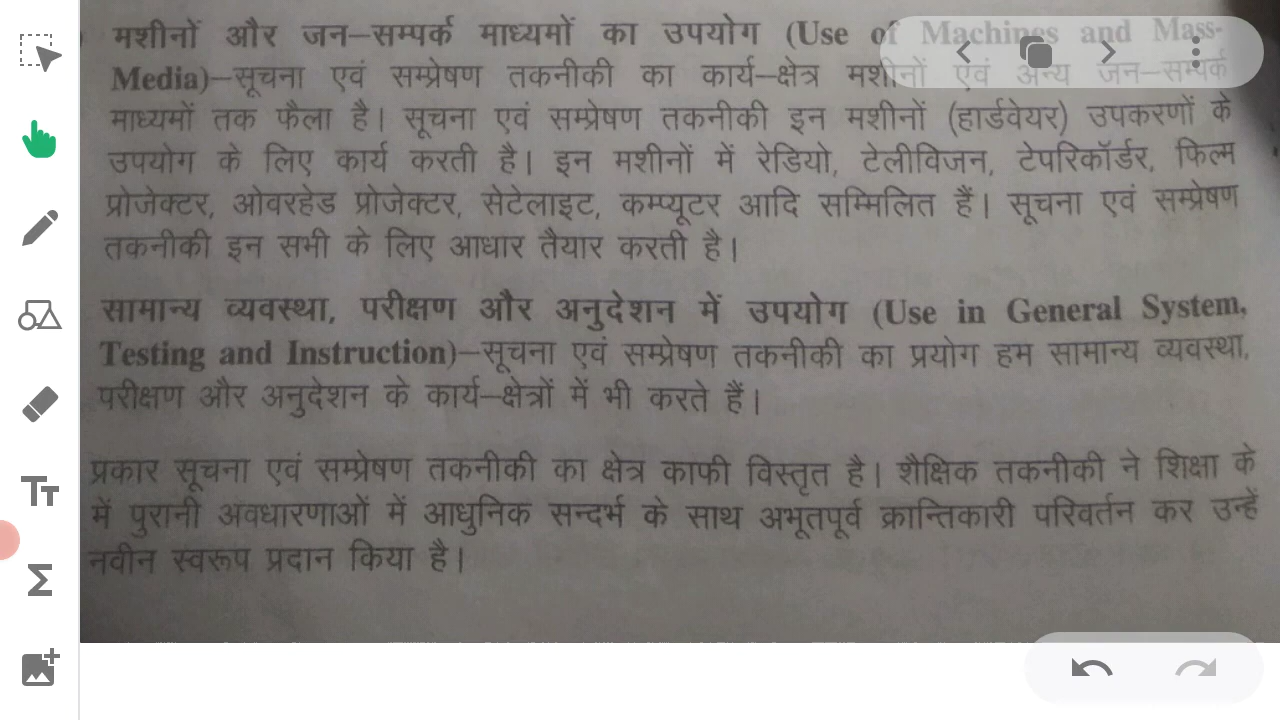 मशीनों और जन–सम्पर्क माध्यमों का उपयोग (Use of Machines and Mass-
Media)–सूचना एवं सम्प्रेषण तकनीकी का कार्य–क्षेत्र मशीनों एवं अन्य जन–सम्पर्क
माध्यमों तक फैला है। सूचना एवं सम्प्रेषण तकनीकी इन मशीनों (हार्डवेयर) उपकरणों के
उपयोग के लिए कार्य करती है। इन मशीनों में रेडियो, टेलीविजन, टेपरिकॉर्डर, फिल्म
प्रोजेक्टर, ओवरहेड प्रोजेक्टर, सेटेलाइट, कम्प्यूटर आदि सम्मिलित हैं। सूचना एवं सम्प्रेषण
तकनीकी इन सभी के लिए आधार तैयार करती है।
सामान्य व्यवस्था, परीक्षण और अनुदेशन में उपयोग (Use in General System,
Testing and Instruction)–सूचना एवं सम्प्रेषण तकनीकी का प्रयोग हम सामान्य व्यवस्था,
परीक्षण और अनुदेशन के कार्य–क्षेत्रों में भी करते हैं।
प्रकार सूचना एवं सम्प्रेषण तकनीकी का क्षेत्र काफी विस्तृत है। शैक्षिक तकनीकी ने शिक्षा के
में पुरानी अवधारणाओं में आधुनिक सन्दर्भ के साथ अभूतपूर्व क्रान्तिकारी परिवर्तन कर उन्हें
नवीन स्वरूप प्रदान किया है।
Tт
Σ